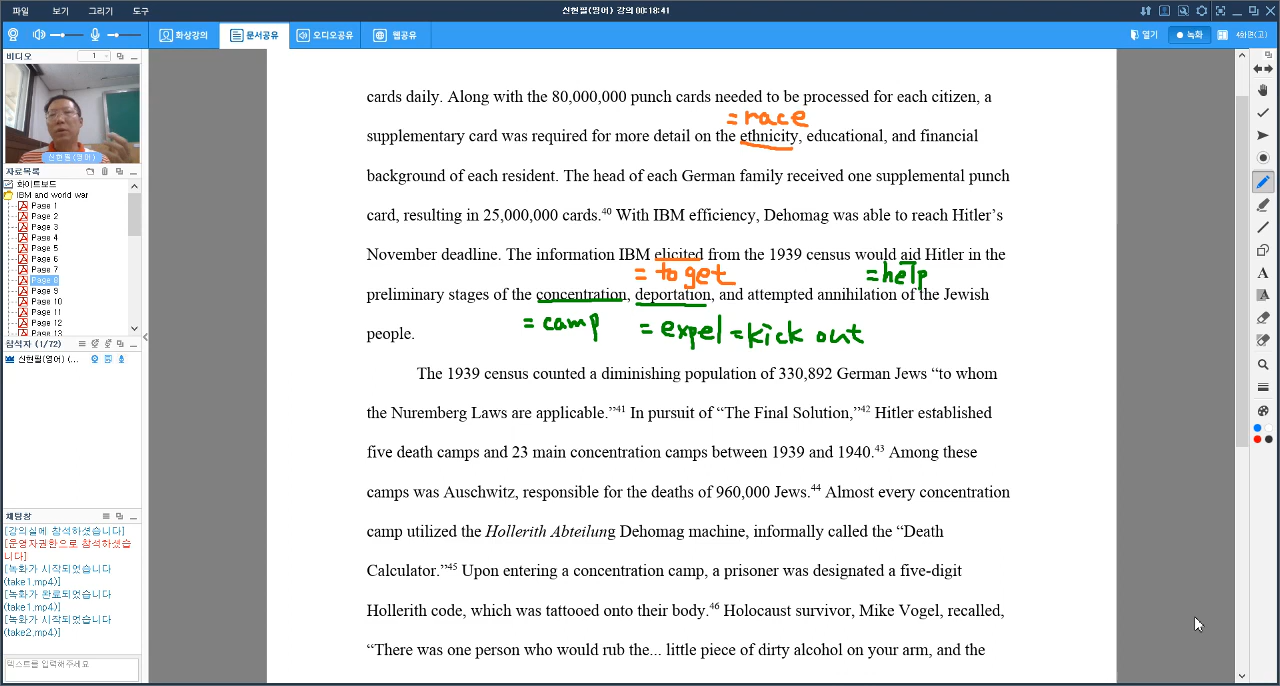 파일 보기 그리기 도구 신현필(영어) 강의 00:18:41
화상강의 문서공유 오디오공유 웹공유 열기 녹화 4화면(고)
비디오 1
신현필(영어)
자료목록
화이트보드
IBM and world war
Page 1
Page 2
Page 3
Page 4
Page 5
Page 6
Page 7
Page 8
Page 9
Page 10
Page 11
Page 12
Page 13
참석자 (1/72)
신현필(영어) (...
채팅창
[강의실에 참석하셨습니다]
[운영자권한으로 참석하셨습
니다]
[녹화가 시작되었습니다
(take1.mp4)]
[녹화가 완료되었습니다
(take1.mp4)]
[녹화가 시작되었습니다
(take2.mp4)]
텍스트를 입력해주세요
cards daily. Along with the 80,000,000 punch cards needed to be processed for each citizen, a
= race
supplementary card was required for more detail on the ethnicity, educational, and financial
background of each resident. The head of each German family received one supplemental punch
card, resulting in 25,000,000 cards.40 With IBM efficiency, Dehomag was able to reach Hitler's
November deadline. The information IBM elicited from the 1939 census would aid Hitler in the
= to get =help
preliminary stages of the concentration, deportation, and attempted annihilation of the Jewish
= camp = expel =kick out
people.
The 1939 census counted a diminishing population of 330,892 German Jews “to whom
the Nuremberg Laws are applicable.”41 In pursuit of “The Final Solution,”42 Hitler established
five death camps and 23 main concentration camps between 1939 and 1940.43 Among these
camps was Auschwitz, responsible for the deaths of 960,000 Jews.44 Almost every concentration
camp utilized the Hollerith Abteilung Dehomag machine, informally called the “Death
Calculator.”45 Upon entering a concentration camp, a prisoner was designated a five-digit
Hollerith code, which was tattooed onto their body.46 Holocaust survivor, Mike Vogel, recalled,
“There was one person who would rub the... little piece of dirty alcohol on your arm, and the